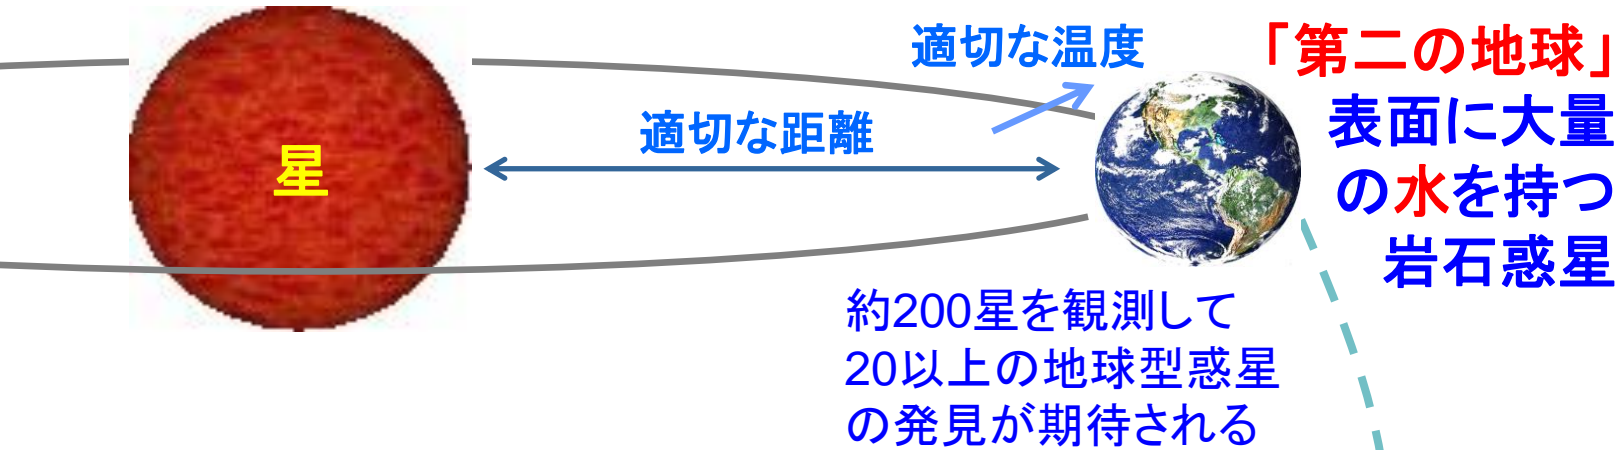 適切な温度
「第二の地球」
表面に大量
の水を持つ
岩石惑星
適切な距離
星
約200星を観測して
20以上の地球型惑星
の発見が期待される